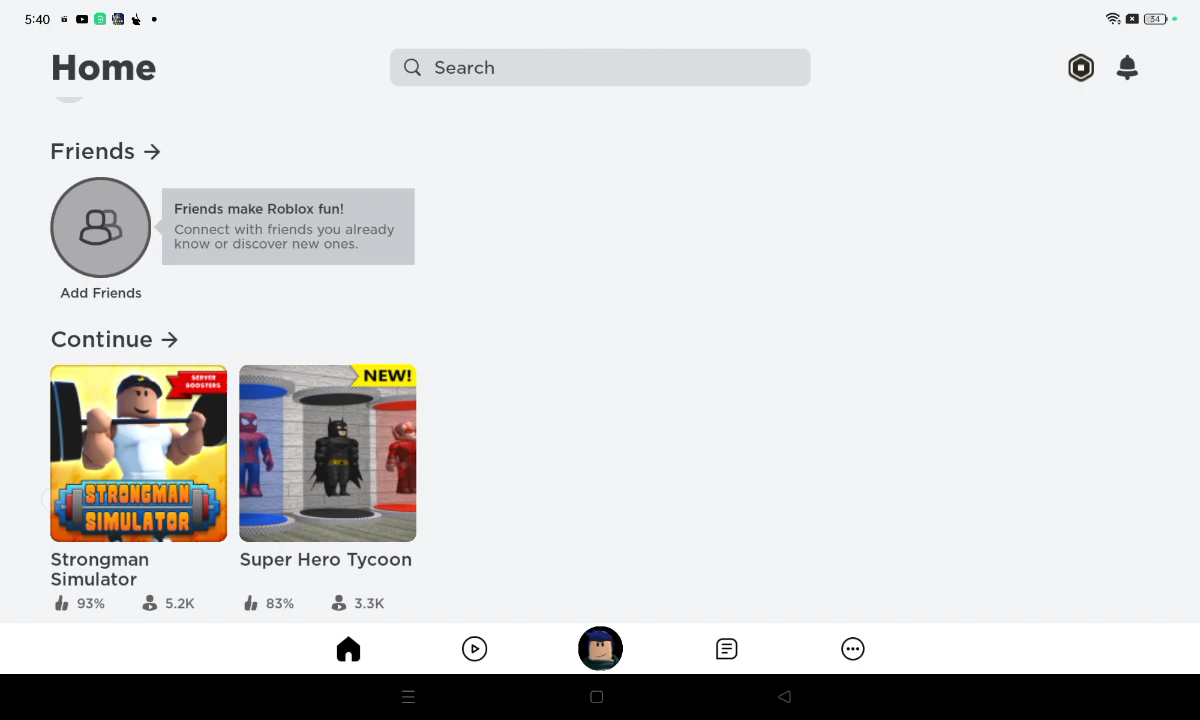 5:40
34
Home
Search
Friends →
Friends make Roblox fun!
Connect with friends you already
know or discover new ones.
Add Friends
Continue →
SERVER
BOOSTERS
NEW!
STRONGMAN
SIMULATOR
Strongman
Simulator
Super Hero Tycoon
93% 5.2K
83% 3.3K